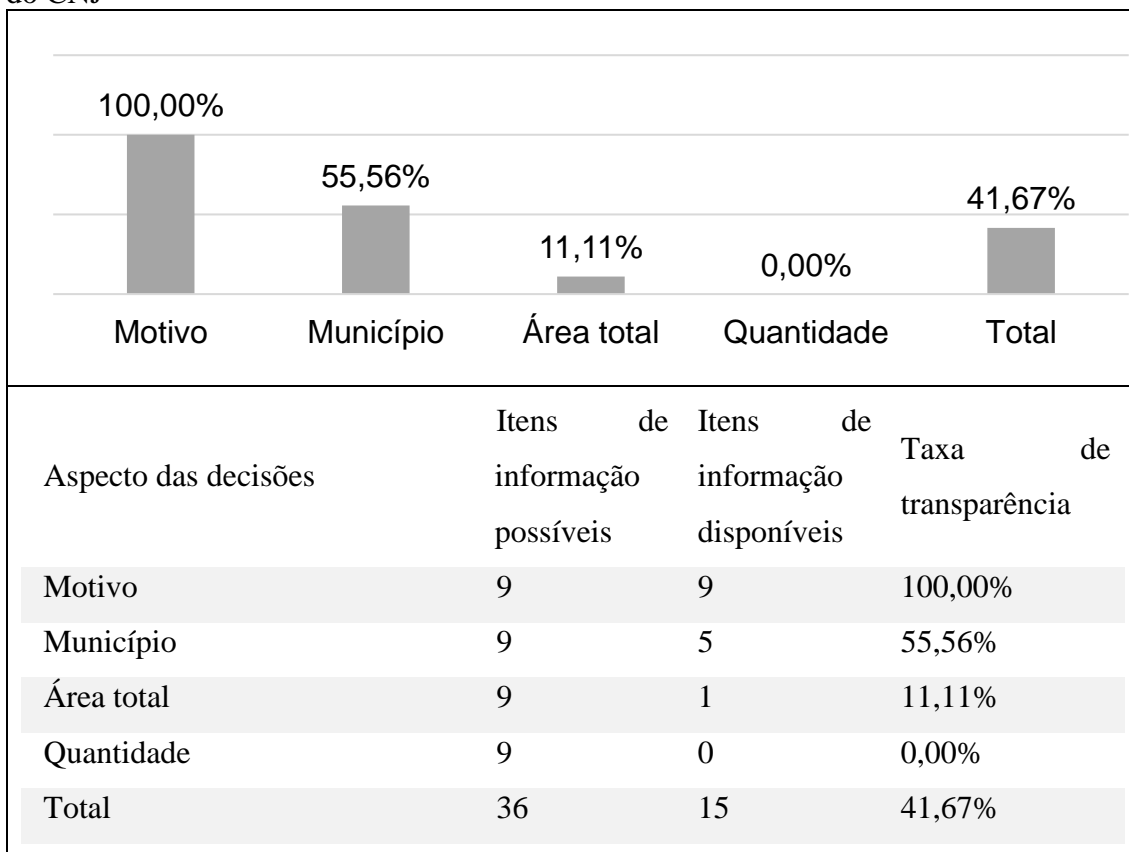 do CNJ
100,00%
55,56%
11,11%
0,00%
41,67%
Motivo Município Área total Quantidade Total
Aspecto das decisões
Itens de informação possíveis
Itens de informação disponíveis
Taxa de transparência
Motivo 9 9 100,00%
Município 9 5 55,56%
Área total 9 1 11,11%
Quantidade 9 0 0,00%
Total 36 15 41,67%